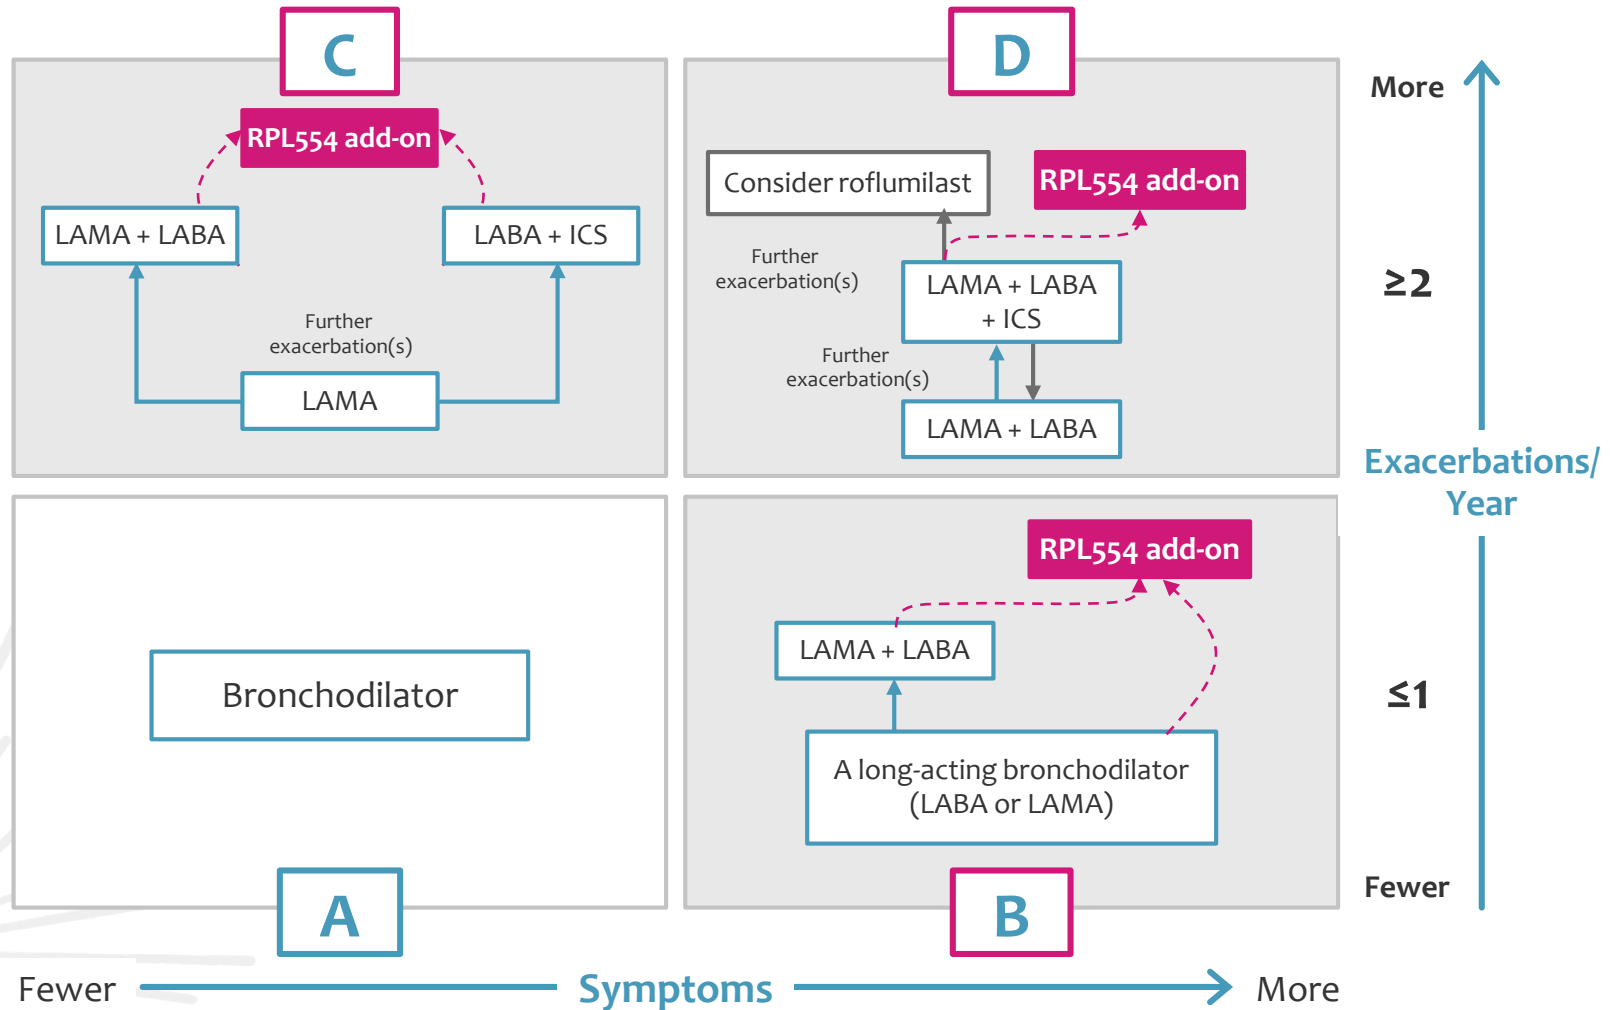 C
RPL554 add-on
LAMA + LABA
LABA + ICS
Further
exacerbation(s)
LAMA
D
Consider roflumilast
RPL554 add-on
Further
exacerbation(s)
LAMA + LABA
+ ICS
Further
exacerbation(s)
LAMA + LABA
More
≥2
Exacerbations/
Year
≤1
Fewer
Bronchodilator
A
RPL554 add-on
LAMA + LABA
A long-acting bronchodilator
(LABA or LAMA)
B
Fewer
Symptoms
More